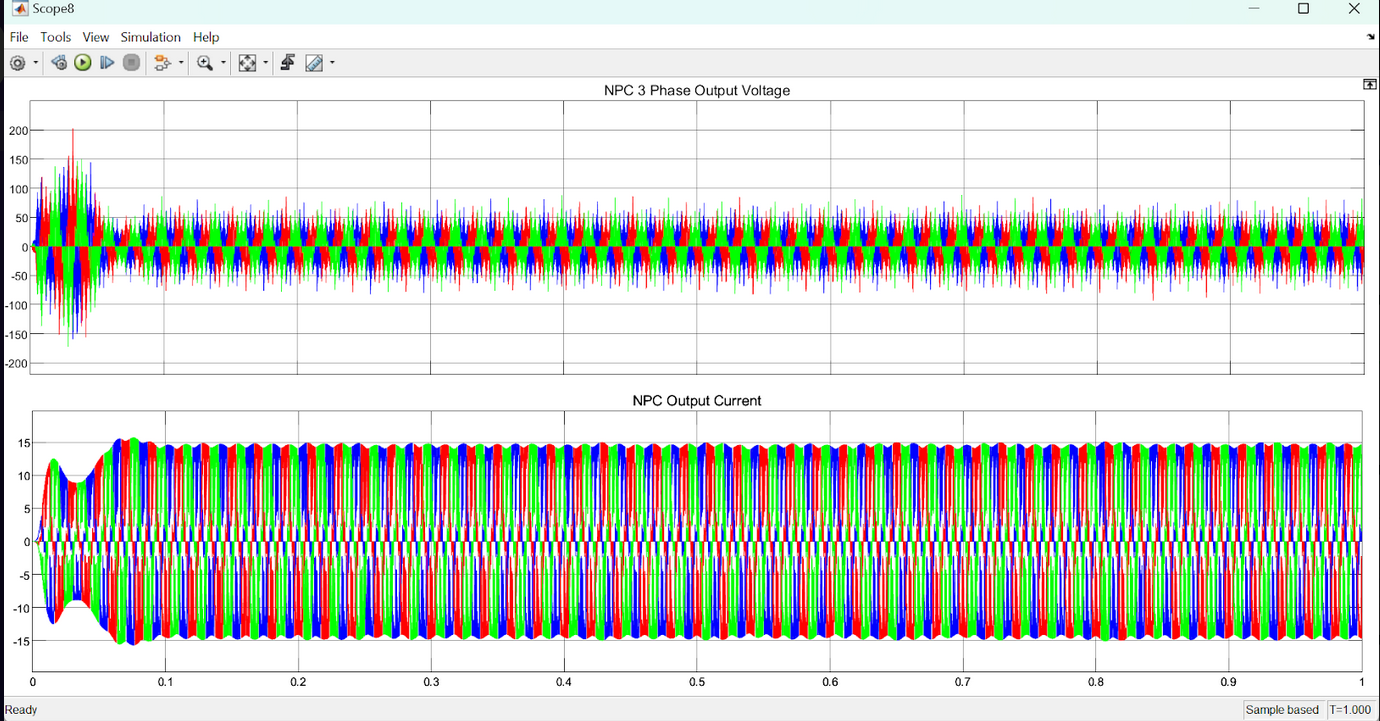 Scope8
File Tools View Simulation Help
NPC 3 Phase Output Voltage
200
150
100
50
0
-50
-100
-150
-200
NPC Output Current
15
10
5
0
-5
-10
-15
0 0.1 0.2 0.3 0.4 0.5 0.6 0.7 0.8 0.9 1
Ready Sample based T=1.000